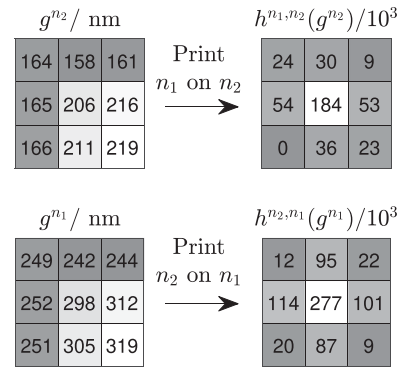 g^{n_2} / nm
Print
n_1 on n_2
h^{n_1,n_2}(g^{n_2})/10^3
164 158 161
165 206 216
166 211 219
24 30 9
54 184 53
0 36 23
g^{n_1} / nm
Print
n_2 on n_1
h^{n_2,n_1}(g^{n_1})/10^3
249 242 244
252 298 312
251 305 319
12 95 22
114 277 101
20 87 9